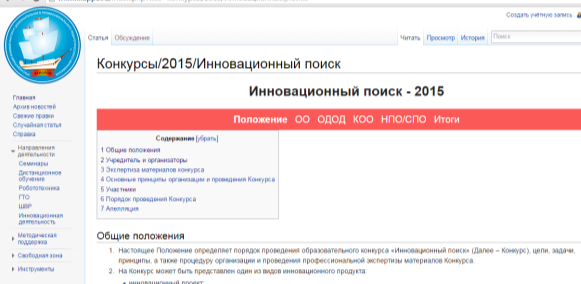 Создать учётную запись
Статья Обсуждение Читать Просмотр История Поиск
Конкурсы/2015/Инновационный поиск
Инновационный поиск - 2015
Положение ОО ОДОД КОО НПО/СПО Итоги
Содержание [убрать]
1 Общие положения
2 Учредитель и организаторы
3 Экспертиза материалов конкурса
4 Основные принципы организации и проведения Конкурса
5 Участники
6 Порядок проведения Конкурса
7 Апелляция
Главная
Архив новостей
Свежие правки
Случайная статья
Справка
Направления
деятельности
Семинары
Дистанционное
обучение
Робототехника
ГТО
ШВР
Инновационная
деятельность
Методическая
поддержка
Свободная зона
Инструменты
Общие положения
1. Настоящее Положение определяет порядок проведения образовательного конкурса «Инновационный поиск» (Далее – Конкурс), цели, задачи,
принципы, а также процедуру организации и проведения профессиональной экспертизы материалов Конкурса.
2. На Конкурс может быть представлен один из видов инновационного продукта:
инновационный проект;